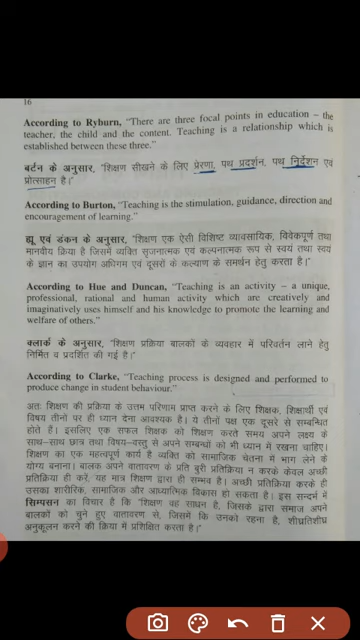 16
According to Ryburn, “There are three focal points in education – the
teacher, the child and the content. Teaching is a relationship which is
established between these three.”
बर्टन के अनुसार, “शिक्षण सीखने के लिए प्रेरणा, पथ प्रदर्शन, पथ निर्देशन एवं
प्रोत्साहन है।”
According to Burton, “Teaching is the stimulation, guidance, direction and
encouragement of learning.”
ह्यू एवं डंकन के अनुसार, “शिक्षण एक ऐसी विशिष्ट व्यावसायिक, विवेकपूर्ण तथा
मानवीय क्रिया है जिसमें व्यक्ति सृजनात्मक एवं कल्पनात्मक रूप से स्वयं तथा स्वयं
के ज्ञान का उपयोग अधिगम एवं दूसरों के कल्याण के समर्थन हेतु करता है।”
According to Hue and Duncan, “Teaching is an activity – a unique,
professional, rational and human activity which are creatively and
imaginatively uses himself and his knowledge to promote the learning and
welfare of others.”
क्लार्क के अनुसार, “शिक्षण प्रक्रिया बालकों के व्यवहार में परिवर्तन लाने हेतु
निर्मित व प्रदर्शित की गई है।”
According to Clarke, “Teaching process is designed and performed to
produce change in student behaviour.”
अतः शिक्षण की प्रक्रिया के उत्तम परिणाम प्राप्त करने के लिए शिक्षक, शिक्षार्थी एवं
विषय तीनों पर ही ध्यान देना आवश्यक है। ये तीनों पक्ष एक दूसरे से सम्बन्धित
होते हैं। इसलिए एक सफल शिक्षक को शिक्षण करते समय अपने लक्ष्य के
साथ-साथ छात्र तथा विषय-वस्तु से अपने सम्बन्धों को भी ध्यान में रखना चाहिए।
शिक्षण का एक महत्वपूर्ण कार्य है व्यक्ति को सामाजिक चेतना में भाग लेने के
योग्य बनाना। बालक अपने वातावरण के प्रति बुरी प्रतिक्रिया न करके केवल अच्छी
प्रतिक्रिया ही करें, यह मात्र शिक्षण द्वारा ही सम्भव है। अच्छी प्रतिक्रिया करके ही
उसका शारीरिक, सामाजिक और आध्यात्मिक विकास हो सकता है। इस सन्दर्भ में
सिम्पसन का विचार है कि “शिक्षण वह साधन है, जिसके द्वारा समाज अपने
बालकों को चुने हुए वातावरण से, जिसमें कि उनको रहना है, शीघ्रातिशीघ्र
अनुकूलन करने की क्रिया में प्रशिक्षित करता है।”